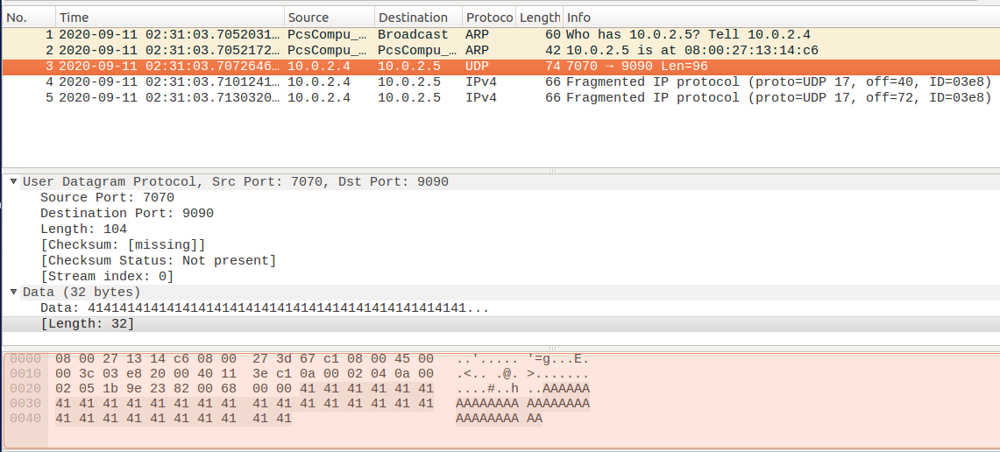 No. Time Source Destination Protoco Length Info
1 2020-09-11 02:31:03.7052031… PcsCompu_… Broadcast ARP 60 Who has 10.0.2.5? Tell 10.0.2.4
2 2020-09-11 02:31:03.7052172… PcsCompu_… PcsCompu_… ARP 42 10.0.2.5 is at 08:00:27:13:14:c6
3 2020-09-11 02:31:03.7072646… 10.0.2.4 10.0.2.5 UDP 74 7070 → 9090 Len=96
4 2020-09-11 02:31:03.7101241… 10.0.2.4 10.0.2.5 IPv4 66 Fragmented IP protocol (proto=UDP 17, off=40, ID=03e8)
5 2020-09-11 02:31:03.7130320… 10.0.2.4 10.0.2.5 IPv4 66 Fragmented IP protocol (proto=UDP 17, off=72, ID=03e8)
User Datagram Protocol, Src Port: 7070, Dst Port: 9090
Source Port: 7070
Destination Port: 9090
Length: 104
[Checksum: [missing]]
[Checksum Status: Not present]
[Stream index: 0]
Data (32 bytes)
Data: 414141414141414141414141414141414141414141414141...
[Length: 32]
0000 08 00 27 13 14 c6 08 00 27 3d 67 c1 08 00 45 00 ..'..... '=g...E.
0010 00 3c 03 e8 20 00 40 11 3e c1 0a 00 02 04 0a 00 .<.. .@. >.......
0020 02 05 1b 9e 23 82 00 68 00 00 41 41 41 41 41 41 ....#..h ..AAAAAA
0030 41 41 41 41 41 41 41 41 41 41 41 41 41 41 41 41 AAAAAAAA AAAAAAAA
0040 41 41 41 41 41 41 41 41 41 41 AAAAAAAA AA